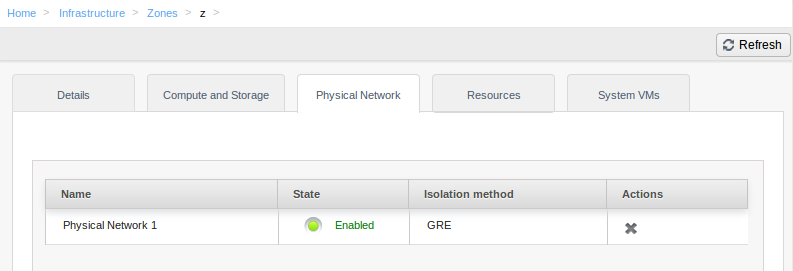 Home > Infrastructure > Zones > z >
Refresh
Details Compute and Storage Physical Network Resources System VMs
Name State Isolation method Actions
Physical Network 1 Enabled GRE